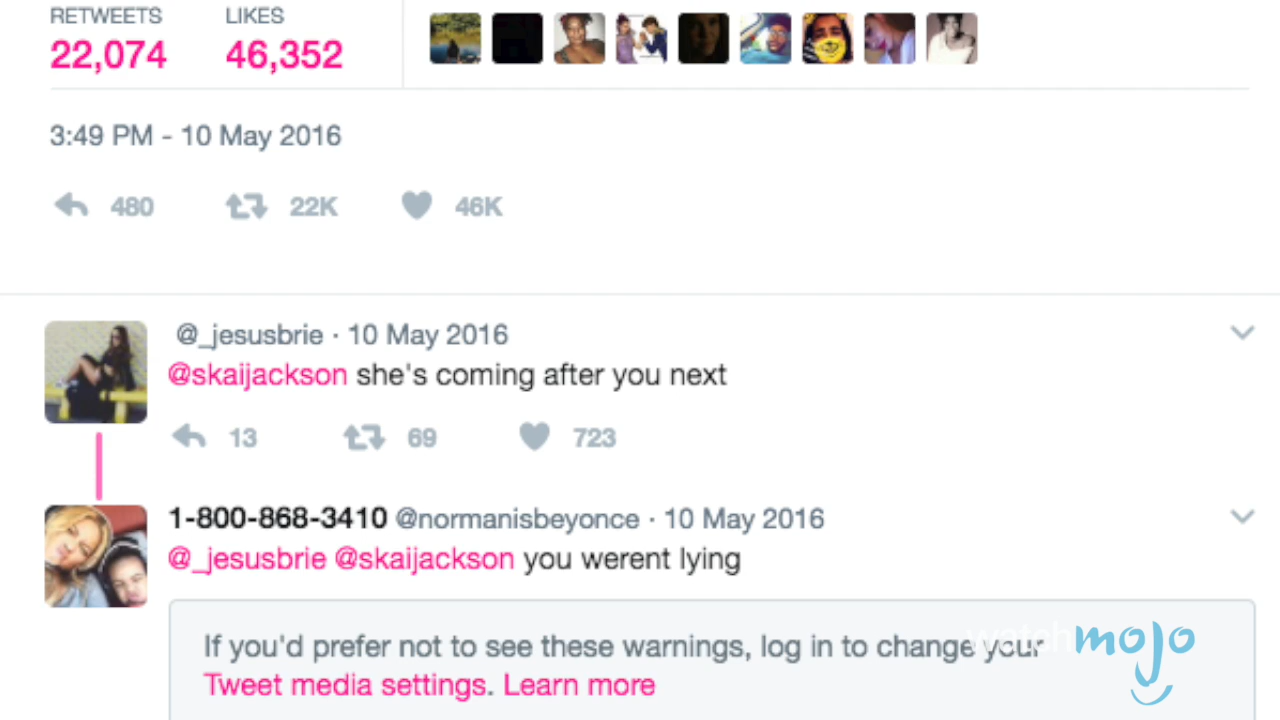 RETWEETS LIKES
22,074 46,352
3:49 PM - 10 May 2016
480 22K 46K
@_jesusbrie · 10 May 2016
@skaijackson she's coming after you next
13 69 723
1-800-868-3410 @normanisbeyonce · 10 May 2016
@_jesusbrie @skaijackson you werent lying
If you'd prefer not to see these warnings, log in to change your
Tweet media settings. Learn more
watchmojo